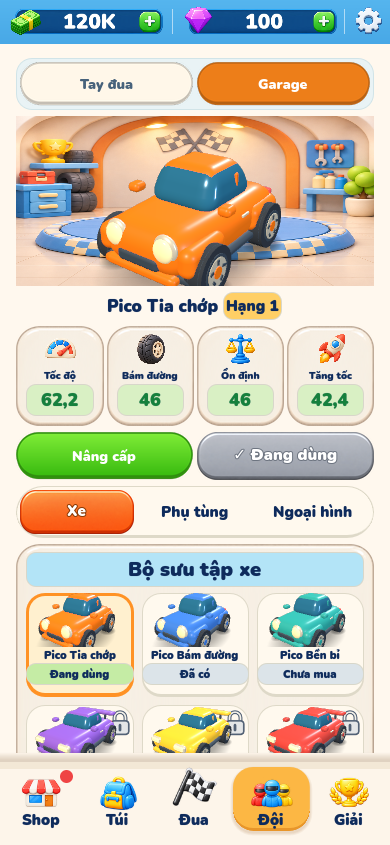 120K
100
Tay đua
Garage
Pico Tia chớp Hạng 1
Tốc độ
Bám đường
Ổn định
Tăng tốc
62,2
46
46
42,4
Nâng cấp
✓ Đang dùng
Xe
Phụ tùng
Ngoại hình
Bộ sưu tập xe
Pico Tia chớp
Pico Bám đường
Pico Bền bỉ
Đang dùng
Đã có
Chưa mua
Shop
Túi
Đua
Đội
Giải